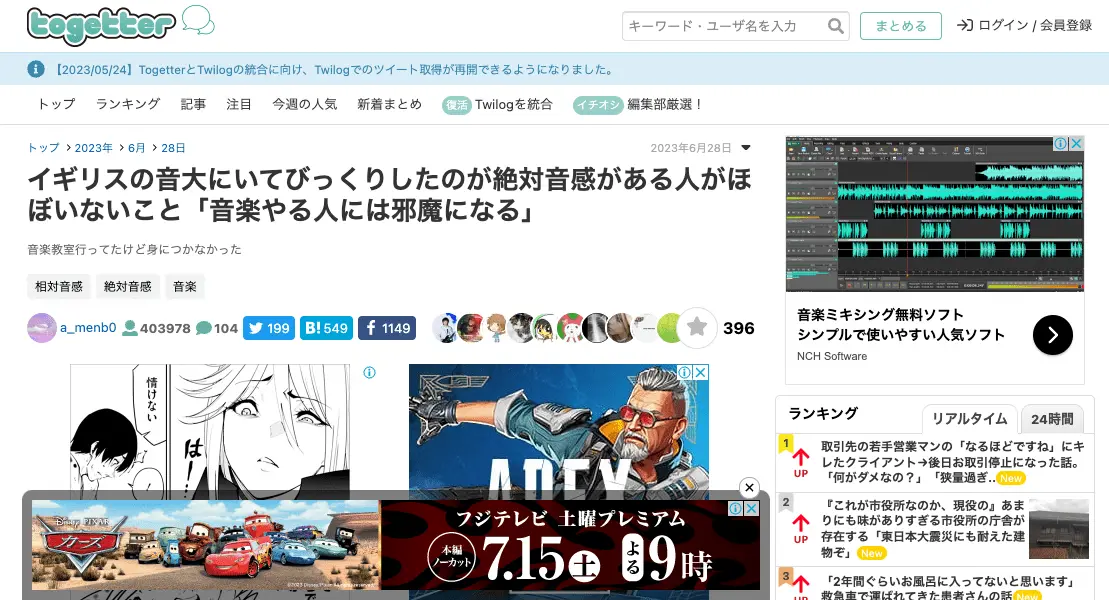 togetter
キーワード・ユーザ名を入力
まとめる
ログイン / 会員登録
【2023/05/24】TogetterとTwilogの統合に向け、Twilogでのツイート取得が再開できるようになりました。
トップ ランキング 記事 注目 今週の人気 新着まとめ 復活 Twilogを統合 イチオシ 編集部厳選！
トップ 2023年 6月 28日
2023年6月28日
イギリスの音大にいてびっくりしたのが絶対音感がある人がほ
ぼいないこと「音楽やる人には邪魔になる」
音楽教室行ってたけど身につかなかった
相対音感 絶対音感 音楽
a_menb0 403978 104 199 B! 549 1149 396
情けない
は
APEX
Disney PIXAR
カーズ
フジテレビ 土曜プレミアム
本編
ノーカット
7.15土 よる9時
音楽ミキシング無料ソフト
シンプルで使いやすい人気ソフト
NCH Software
ランキング
リアルタイム
24時間
1
UP
取引先の若手営業マンの「なるほどですね」にキ
レたクライアント→後日お取引停止になった話。
「何がダメなの？」「狭量過ぎ.. New
2
UP
『これが市役所なのか、現役の』あま
りにも味がありすぎる市役所の庁舎が
存在する「東日本大震災にも耐えた建
物ぞ」 New
3
UP
「2年間ぐらいお風呂に入ってないと思います」
救急車で運ばれてきた患者さんの話 New